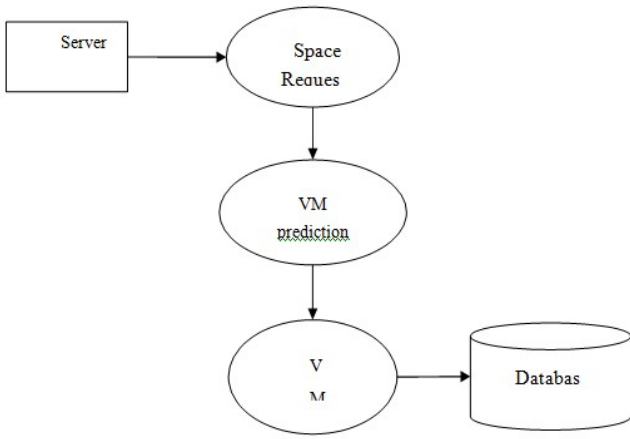 Server
Space
Reques
VM
prediction
V
M
Databas